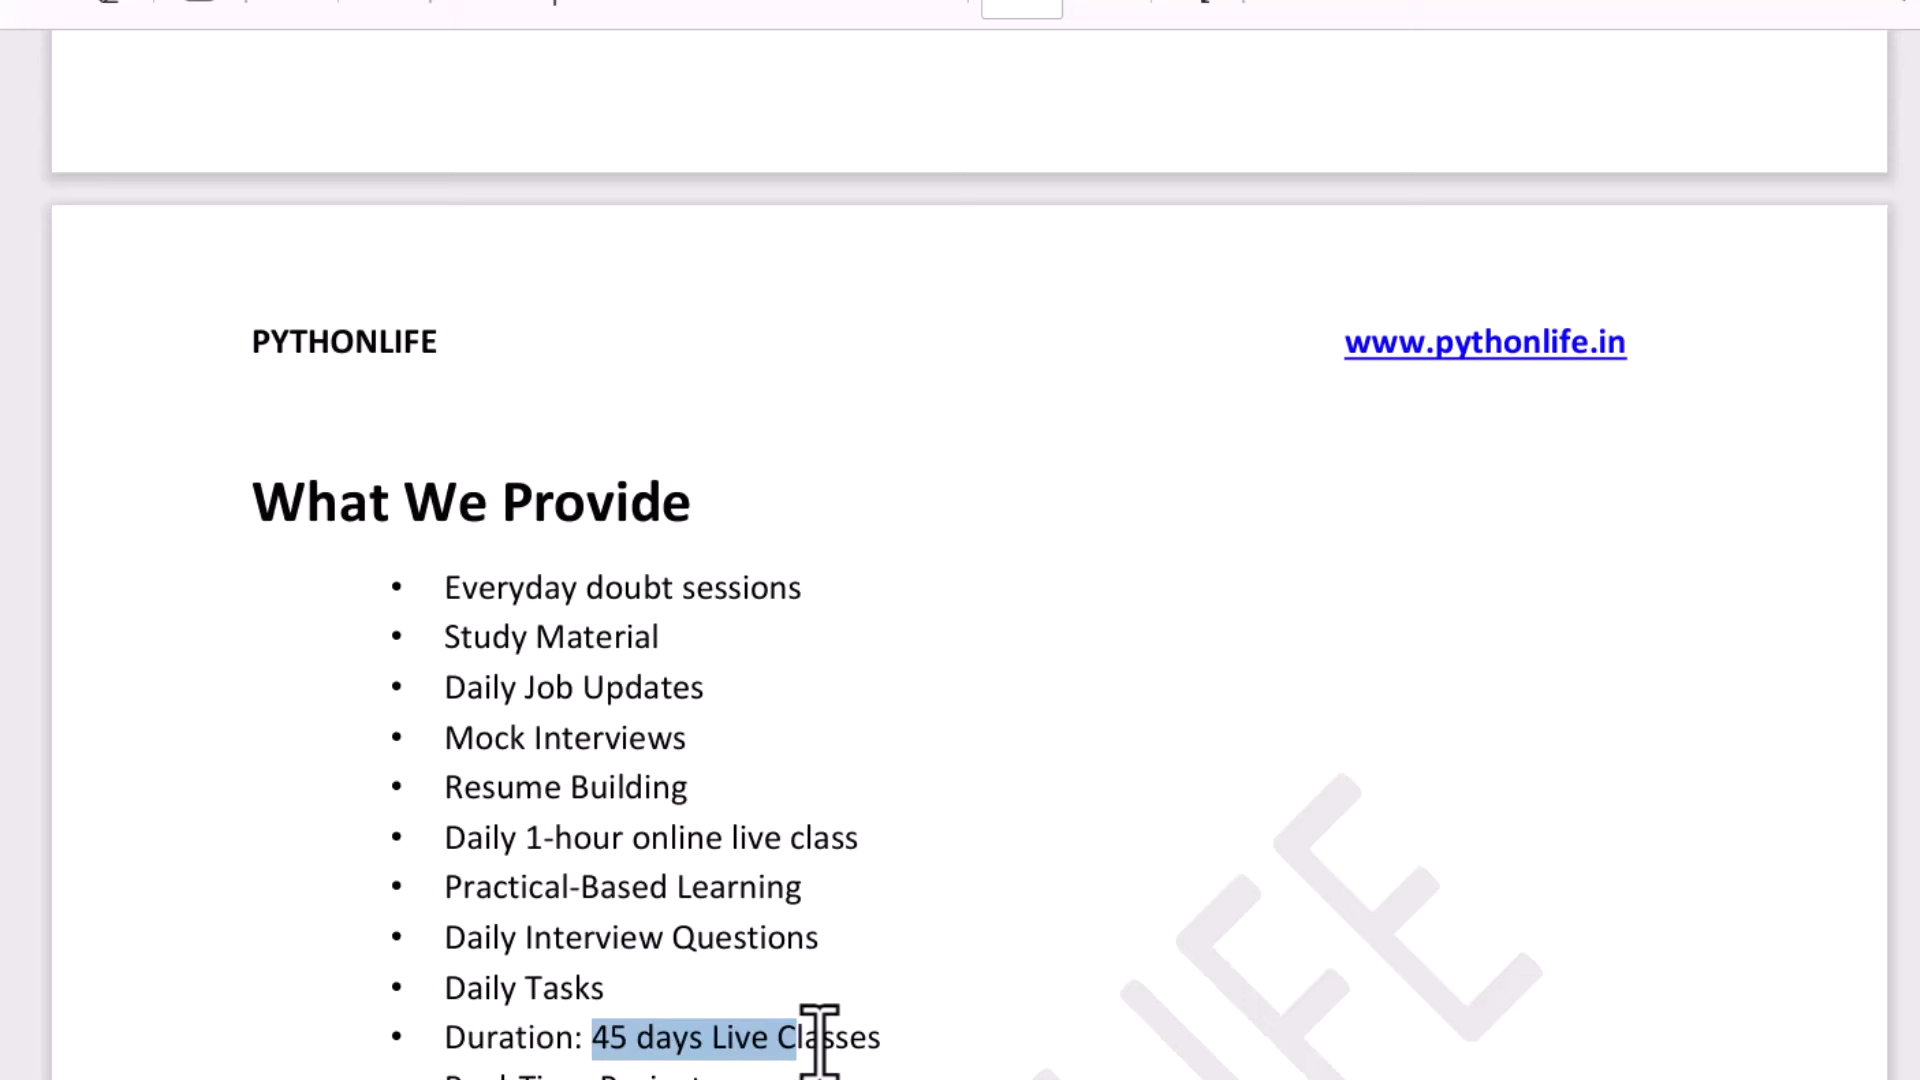 PYTHONLIFE www.pythonlife.in
What We Provide
• Everyday doubt sessions
• Study Material
• Daily Job Updates
• Mock Interviews
• Resume Building
• Daily 1-hour online live class
• Practical-Based Learning
• Daily Interview Questions
• Daily Tasks
• Duration: 45 days Live Classes
LIFE